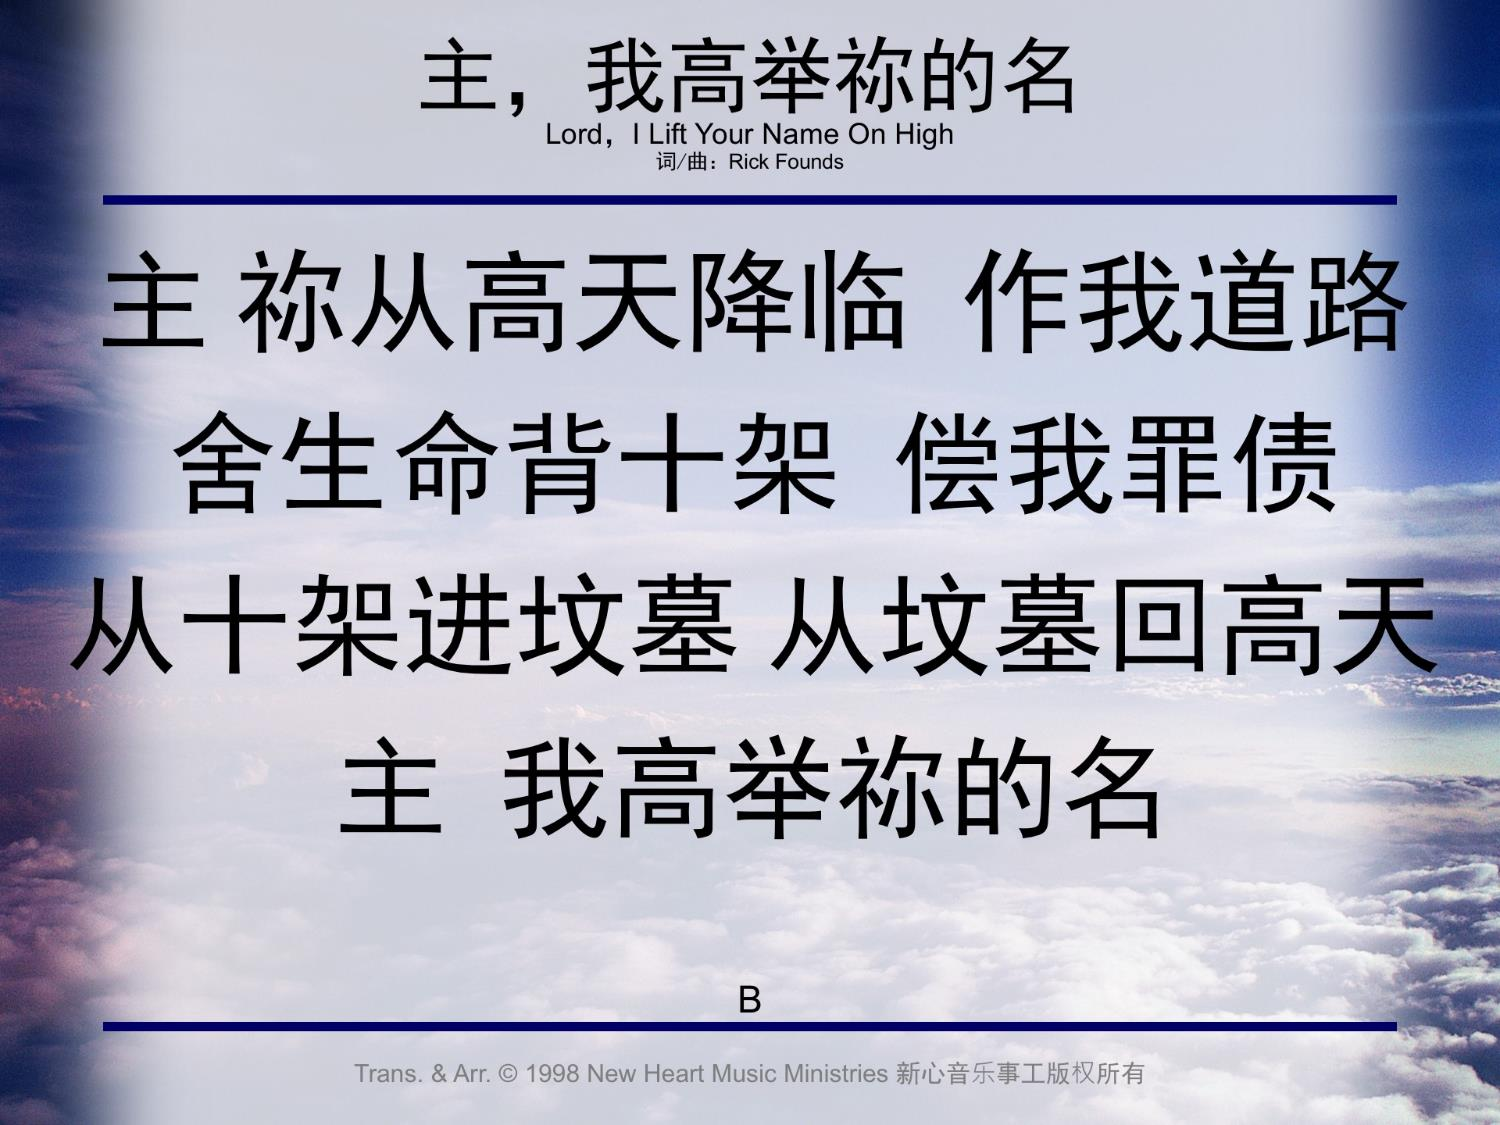 主，我高举祢的名
Lord，I Lift Your Name On High
词/曲：Rick Founds
主 祢从高天降临 作我道路
舍生命背十架 偿我罪债
从十架进坟墓 从坟墓回高天
主 我高举祢的名
B
Trans. & Arr. © 1998 New Heart Music Ministries 新心音乐事工版权所有